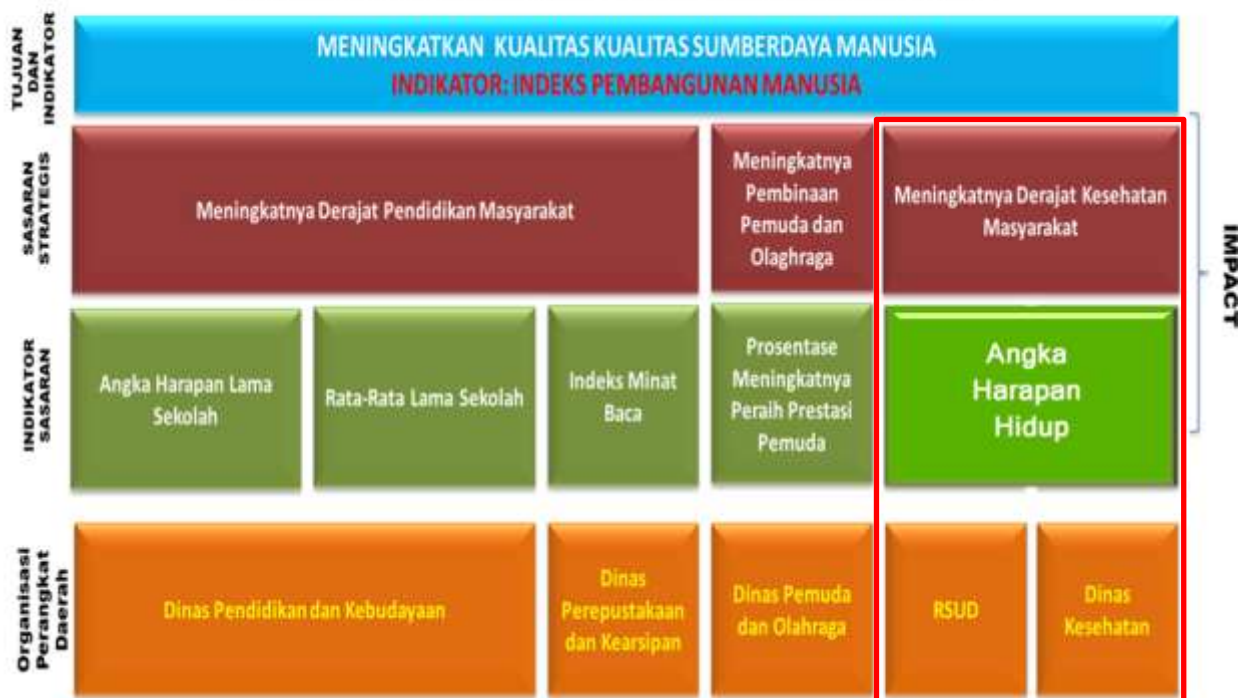 TUJUAN
DAN
INDIKATOR
MENINGKATKAN KUALITAS KUALITAS SUMBERDAYA MANUSIA
INDIKATOR: INDEKS PEMBANGUNAN MANUSIA
SASARAN
STRATEGIS
Meningkatnya Derajat Pendidikan Masyarakat
Meningkatnya
Pembinaan
Pemuda dan
Olaghraga
Meningkatnya Derajat Kesehatan
Masyarakat
IMPACT
INDIKATOR
SASARAN
Angka Harapan Lama
Sekolah
Rata-Rata Lama Sekolah
Indeks Minat
Baca
Prosentase
Meningkatnya
Peraih Prestasi
Pemuda
Angka
Harapan
Hidup
Organisasi
Perangkat
Daerah
Dinas Pendidikan dan Kebudayaan
Dinas
Perepustakaan
dan Kearsipan
Dinas Pemuda
dan Olahraga
RSUD
Dinas
Kesehatan